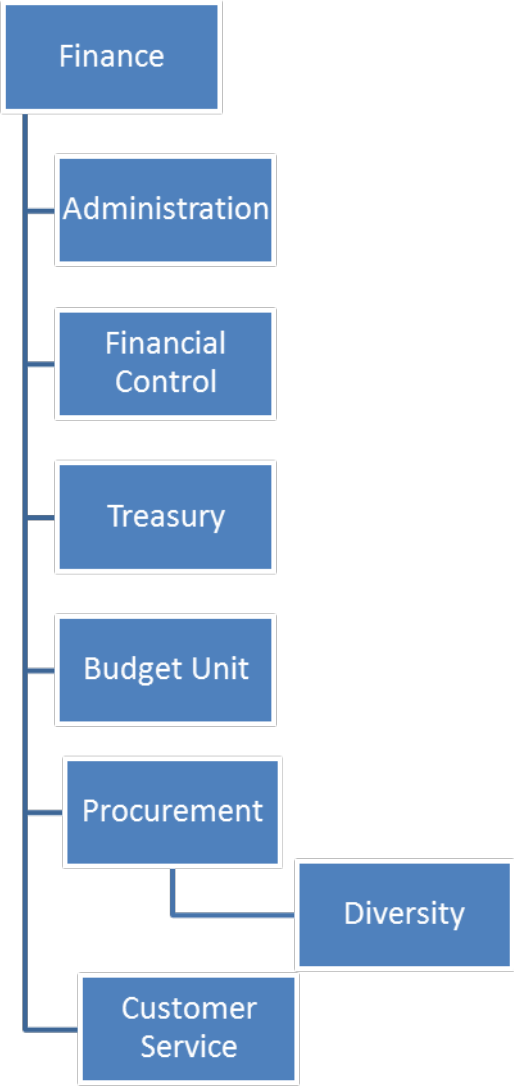 Finance
Administration
Financial
Control
Treasury
Budget Unit
Procurement
Diversity
Customer
Service